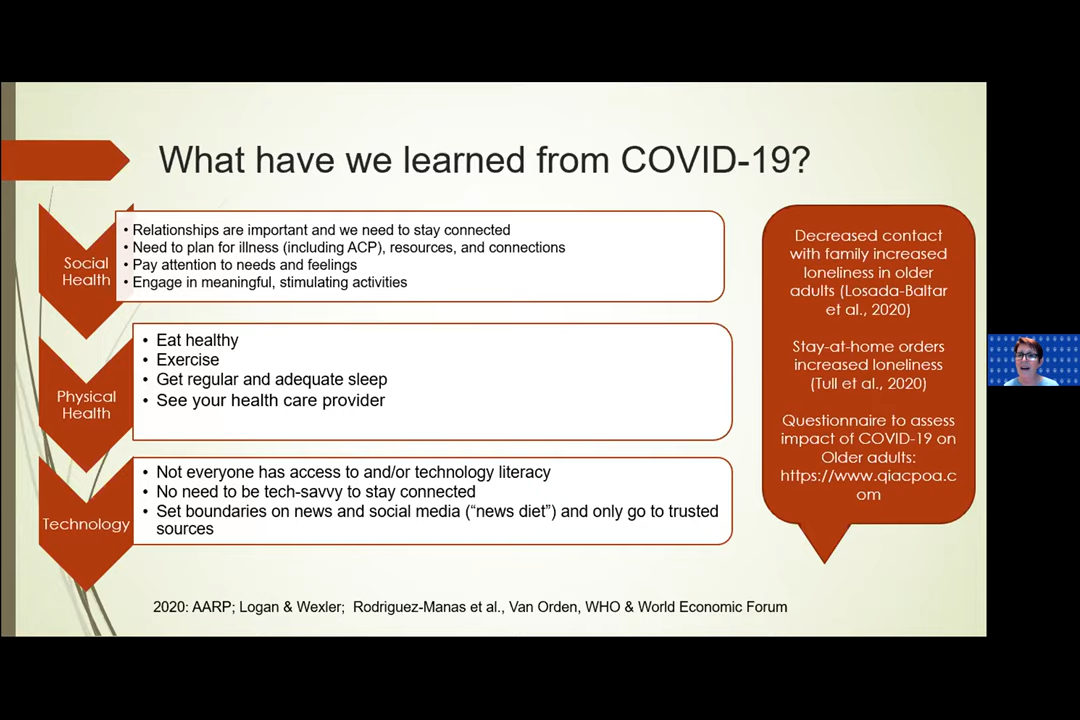 What have we learned from COVID-19?
Social
Health
• Relationships are important and we need to stay connected
• Need to plan for illness (including ACP), resources, and connections
• Pay attention to needs and feelings
• Engage in meaningful, stimulating activities
Physical
Health
• Eat healthy
• Exercise
• Get regular and adequate sleep
• See your health care provider
Technology
• Not everyone has access to and/or technology literacy
• No need to be tech-savvy to stay connected
• Set boundaries on news and social media (“news diet”) and only go to trusted
sources
Decreased contact
with family increased
loneliness in older
adults (Losada-Baltar
et al., 2020)
Stay-at-home orders
increased loneliness
(Tull et al., 2020)
Questionnaire to assess
impact of COVID-19 on
Older adults:
https://www.qiacpoa.c
om
2020: AARP; Logan & Wexler; Rodriguez-Manas et al., Van Orden, WHO & World Economic Forum